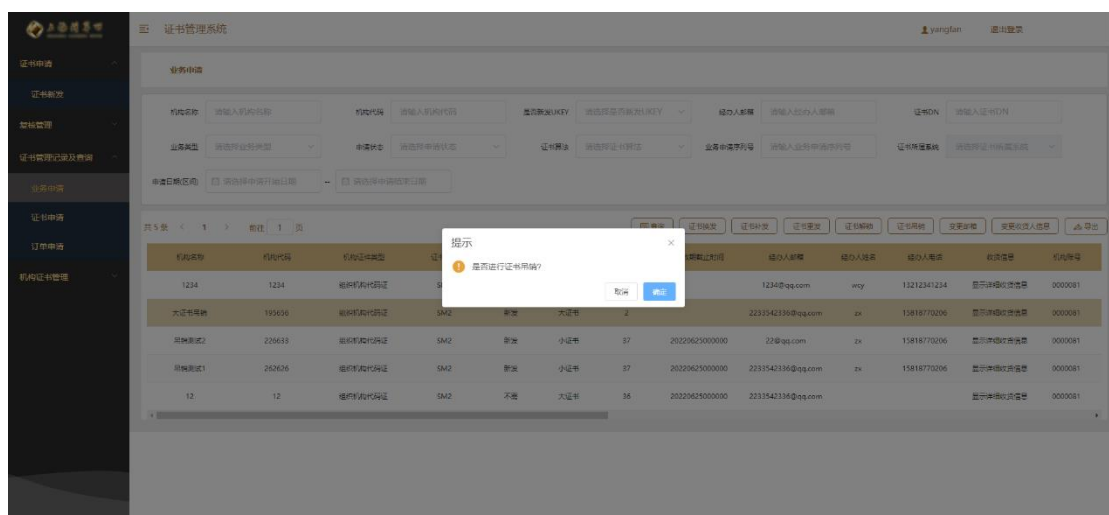 证书管理系统
yangfan 退出登录
证书申请
证书新发
复核管理
证书管理记录及查询
业务申请
证书申请
订单申请
机构证书管理
业务申请
机构名称 请输入机构名称 机构代码 请输入机构代码 是否新发UKEY 请选择是否新发UKEY 经办人邮箱 请输入经办人邮箱 证书DN 请输入证书DN
业务类型 请选择业务类型 申请状态 请选择申请状态 证书算法 请选择证书算法 业务申请序列号 请输入业务申请序列号 证书所属系统 请选择证书所属系统
申请日期(区间) 请选择申请开始日期 -- 请选择申请结束日期
共 5 条 < 1 > 前往 1 页 证书换发 证书补发 证书更发 证书解锁 证书吊销 变更邮箱 变更收货人信息 导出
机构名称 机构代码 机构证件类型 经办人邮箱 经办人姓名 经办人电话 收货信息 机构账号
提示
是否进行证书吊销?
取消 确定
1234 1234 组织机构代码证 1234@qq.com wcy 13212341234 显示详细收货信息 0000081
大证书吊销 195656 组织机构代码证 SM2 新发 大证书 2 2233542336@qq.com zx 15818770206 显示详细收货信息 0000081
吊销测试2 226633 组织机构代码证 SM2 新发 小证书 37 20220625000000 22@qq.com zx 15818770206 显示详细收货信息 0000081
吊销测试1 262626 组织机构代码证 SM2 新发 小证书 37 20220625000000 2233542336@qq.com zx 15818770206 显示详细收货信息 0000081
12 12 组织机构代码证 SM2 不需 大证书 36 20220625000000 2233542336@qq.com 显示详细收货信息 0000081